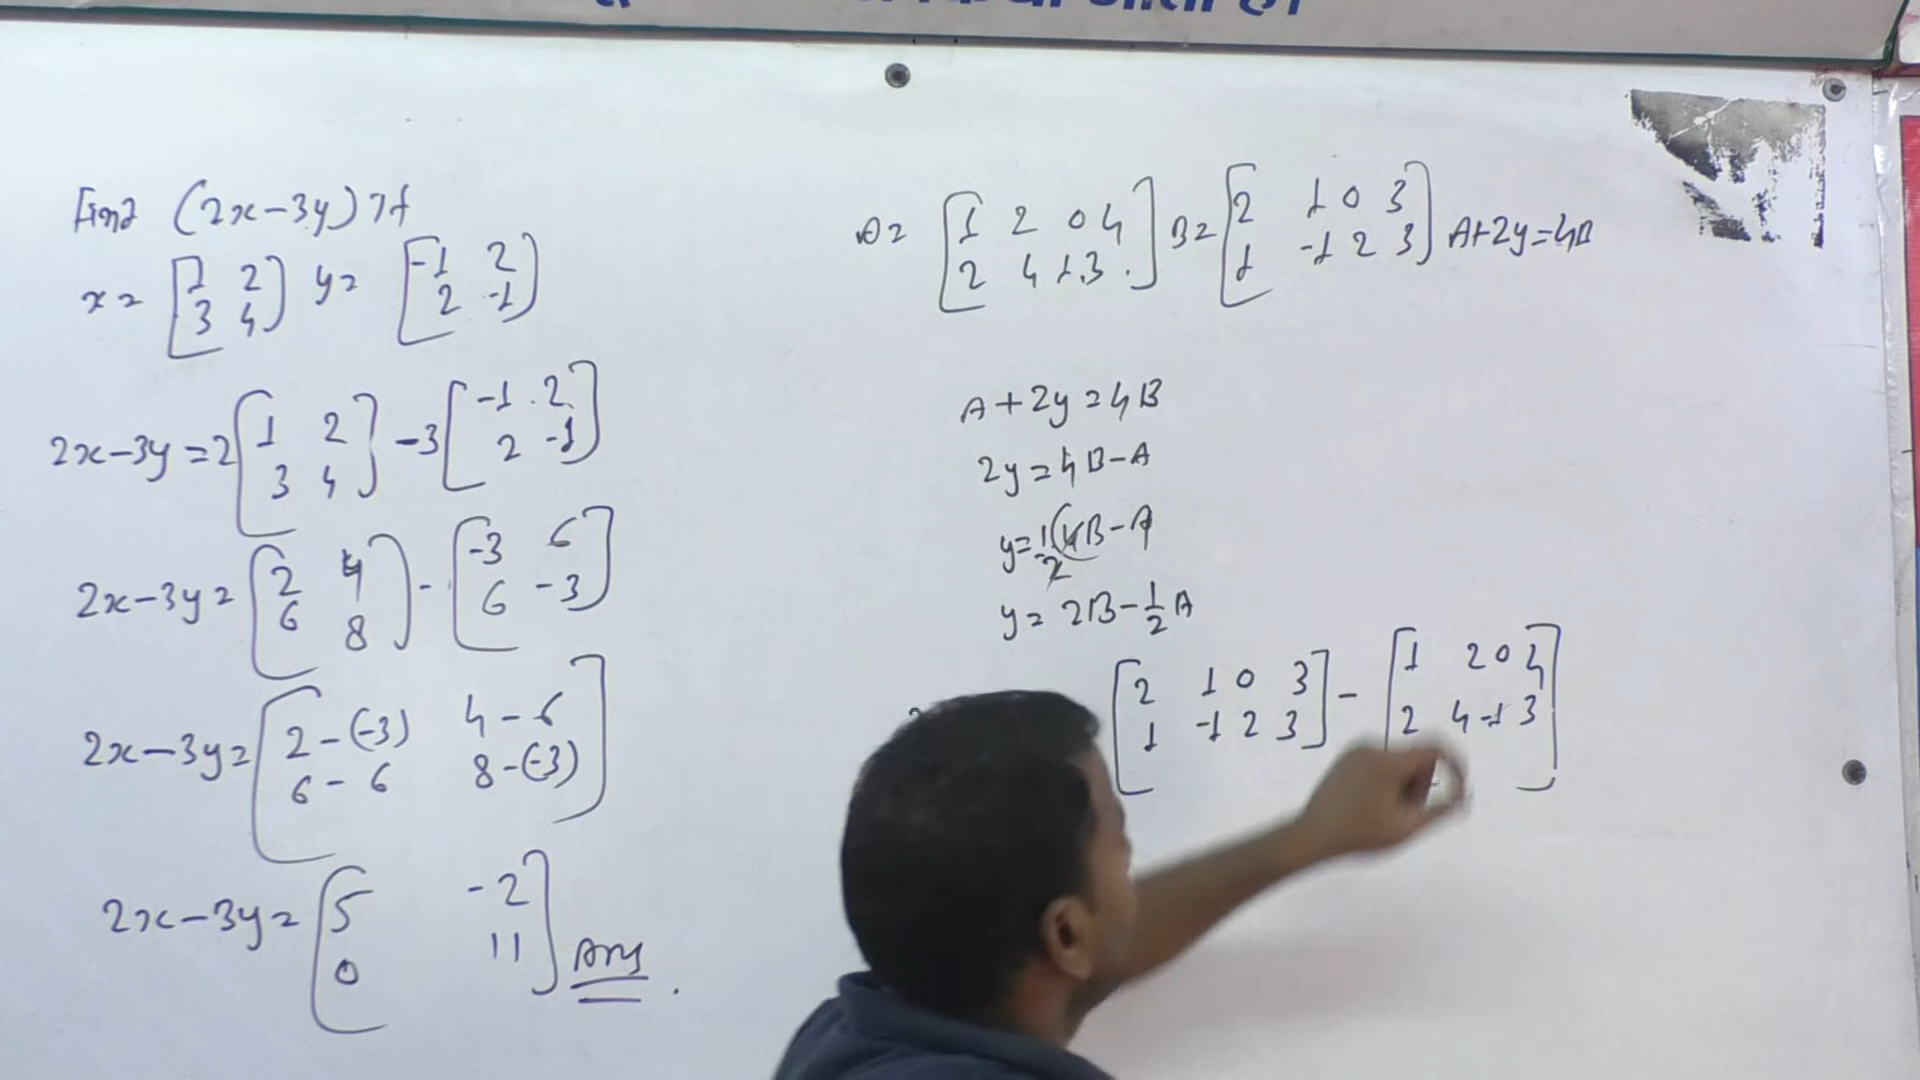 जाता है।
Find (2x-3y) If
x = [1 2 y = [-1 2
3 4] 2 -1]
2x-3y = 2[1 2 -3[-1 2
3 4] 2 -1]
2x-3y = [2 4 - [-3 6
6 8] 6 -3]
2x-3y = [2-(-3) 4-6
6-6 8-(-3)]
2x-3y = [5 -2
0 11] Ans.
A = [1 2 0 4 B = [2 1 0 3 A+2y=4B
2 4 1 3] 1 -1 2 3]
A+2y=4B
2y=4B-A
y=1/2(4B-A
y=2B-1/2A
[2 1 0 3 - [1 2 0 4
1 -1 2 3] 2 4 -1 3]